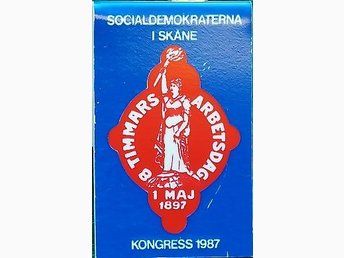 SOCIALDEMOKRATERNA
I SKÅNE
8 TIMMARS ARBETSDAG
1 MAJ
1897
KONGRESS 1987